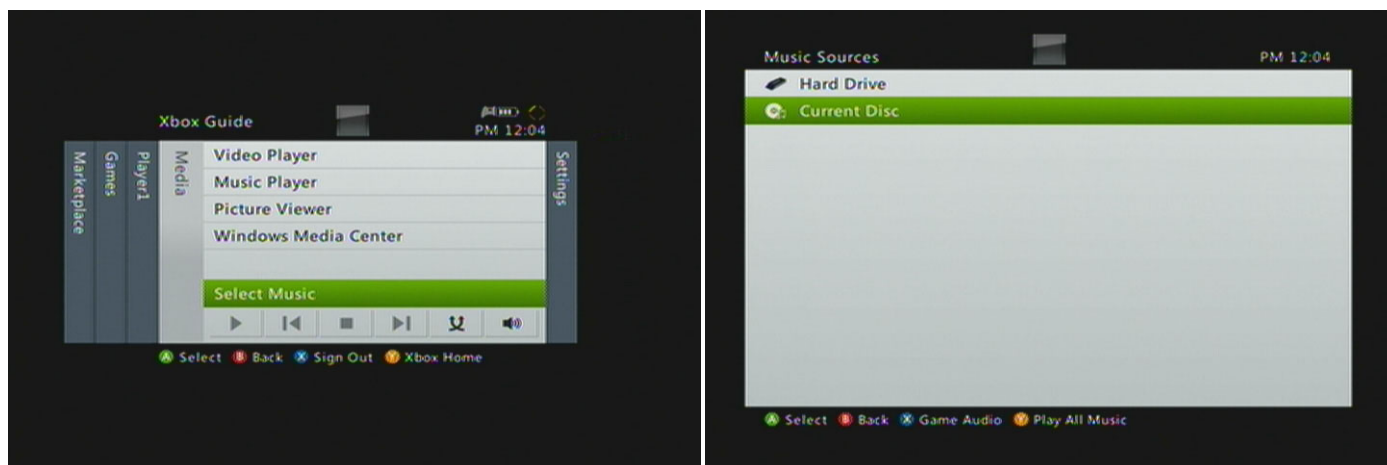 Xbox Guide
PM 12:04
Marketplace
Games
Player1
Media
Video Player
Music Player
Picture Viewer
Windows Media Center
Select Music
Settings
A Select B Back X Sign Out Y Xbox Home
Music Sources
PM 12:04
Hard Drive
Current Disc
A Select B Back X Game Audio Y Play All Music